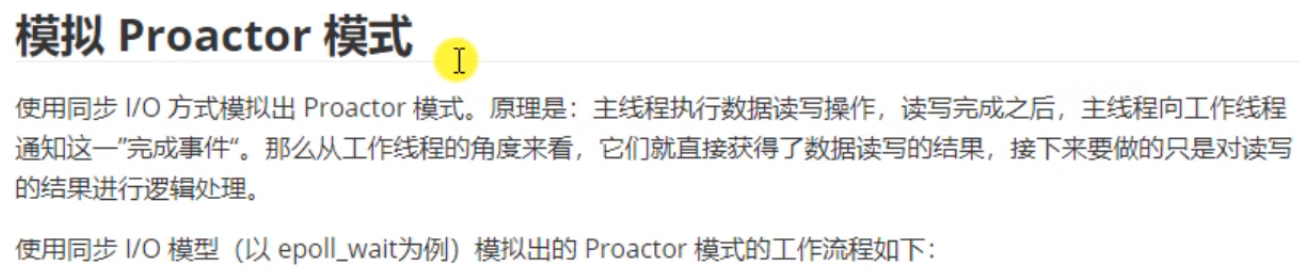 模拟 Proactor 模式
使用同步 I/O 方式模拟出 Proactor 模式。原理是：主线程执行数据读写操作，读写完成之后，主线程向工作线程
通知这一”完成事件“。那么从工作线程的角度来看，它们就直接获得了数据读写的结果，接下来要做的只是对读写
的结果进行逻辑处理。
使用同步 I/O 模型（以 epoll_wait为例）模拟出的 Proactor 模式的工作流程如下：